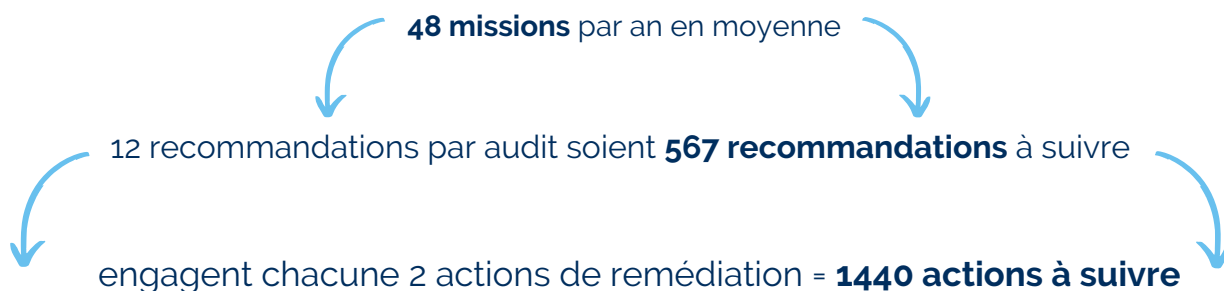 48 missions par an en moyenne
12 recommandations par audit soient 567 recommandations à suivre
engagent chacune 2 actions de remédiation = 1440 actions à suivre